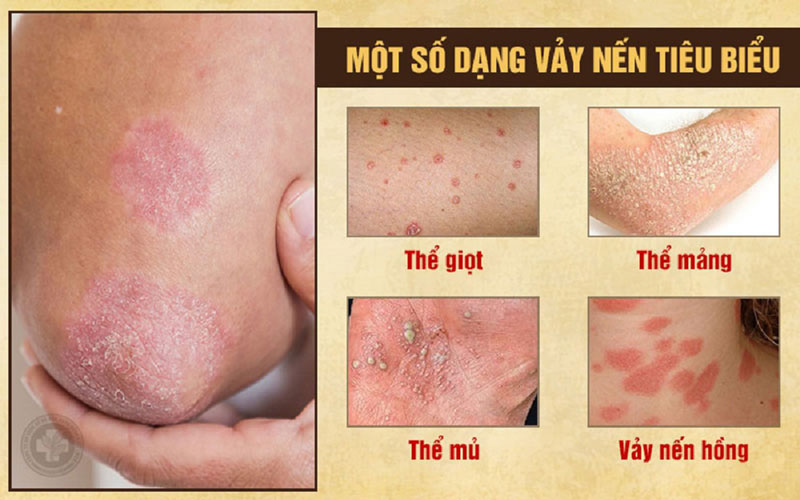 MỘT SỐ DẠNG VẢY NẾN TIÊU BIỂU
Thể giọt
Thể mảng
Thể mủ
Vảy nến hồng